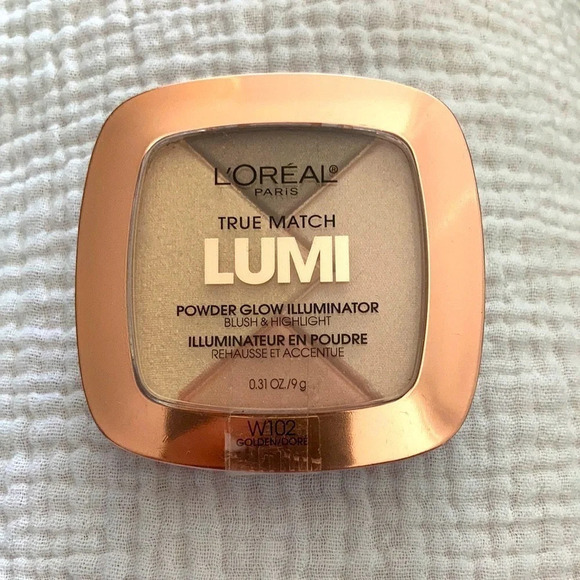 L'ORÉAL®
PARIS
TRUE MATCH
LUMI
POWDER GLOW ILLUMINATOR
BLUSH & HIGHLIGHT
ILLUMINATEUR EN POUDRE
REHAUSSE ET ACCENTUE
0.31 OZ./9 g
W102
GOLDEN/DORÉ